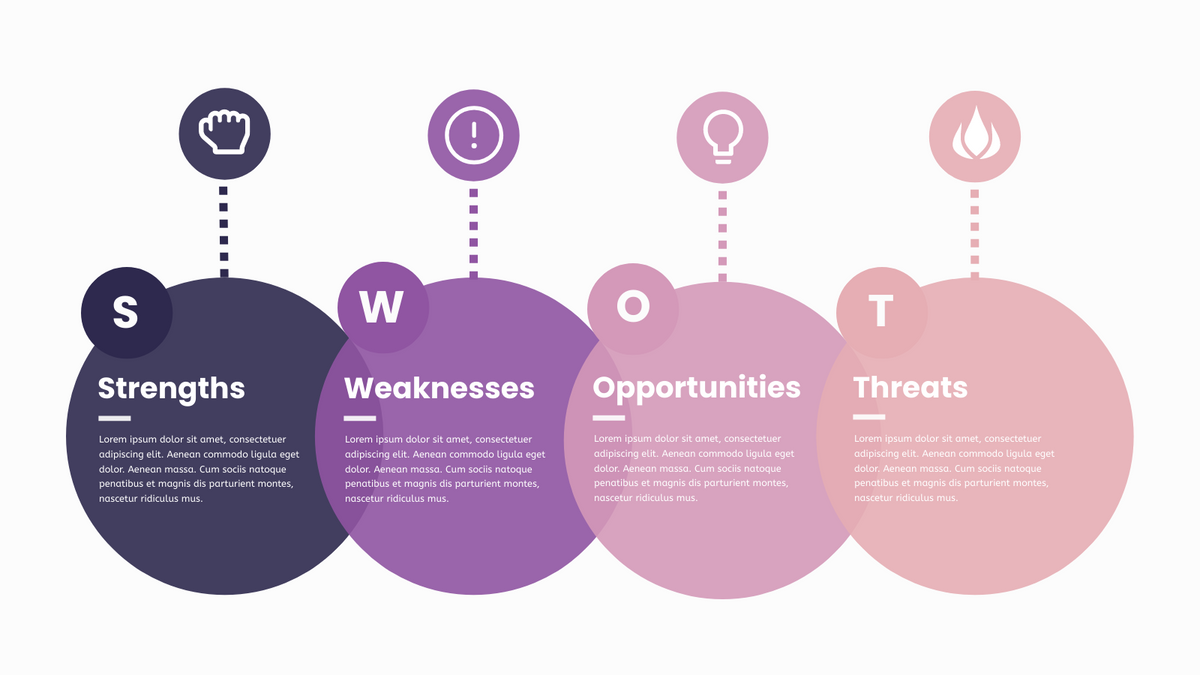 S
Strengths
Lorem ipsum dolor sit amet, consectetuer
adipiscing elit. Aenean commodo ligula eget
dolor. Aenean massa. Cum sociis natoque
penatibus et magnis dis parturient montes,
nascetur ridiculus mus.
W
Weaknesses
Lorem ipsum dolor sit amet, consectetuer
adipiscing elit. Aenean commodo ligula eget
dolor. Aenean massa. Cum sociis natoque
penatibus et magnis dis parturient montes,
nascetur ridiculus mus.
O
Opportunities
Lorem ipsum dolor sit amet, consectetuer
adipiscing elit. Aenean commodo ligula eget
dolor. Aenean massa. Cum sociis natoque
penatibus et magnis dis parturient montes,
nascetur ridiculus mus.
T
Threats
Lorem ipsum dolor sit amet, consectetuer
adipiscing elit. Aenean commodo ligula eget
dolor. Aenean massa. Cum sociis natoque
penatibus et magnis dis parturient montes,
nascetur ridiculus mus.